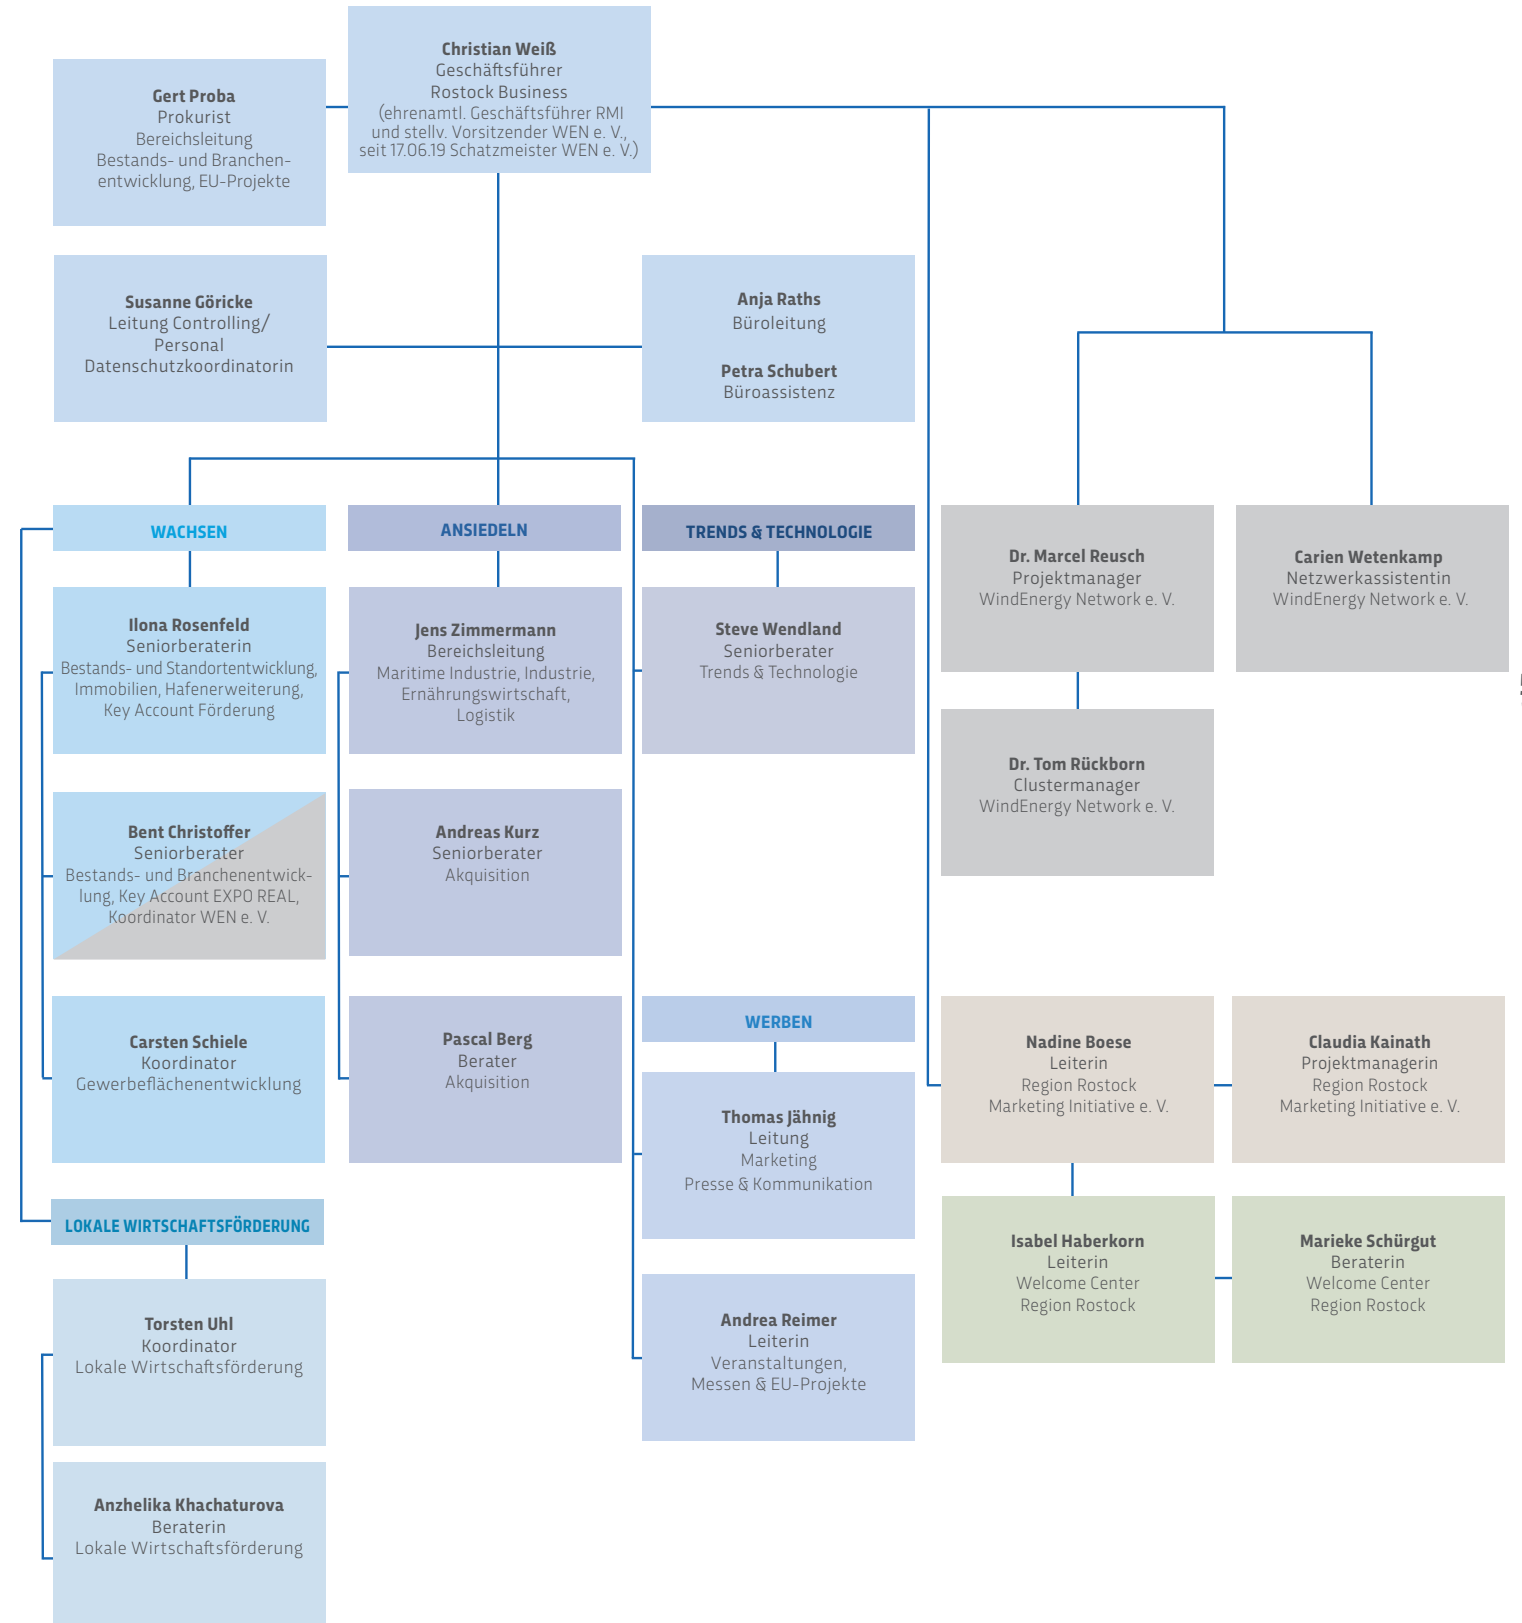 Christian Weiß
Geschäftsführer
Rostock Business
(ehrenamtl. Geschäftsführer RMI
und stellv. Vorsitzender WEN e. V.,
seit 17.06.19 Schatzmeister WEN e. V.)
Gert Proba
Prokurist
Bereichsleitung
Bestands- und Branchen-
entwicklung, EU-Projekte
Susanne Göricke
Leitung Controlling/
Personal
Datenschutzkoordinatorin
Anja Raths
Büroleitung
Petra Schubert
Büroassistenz
WACHSEN
Ilona Rosenfeld
Seniorberaterin
Bestands- und Standortentwicklung,
Immobilien, Hafenerweiterung,
Key Account Förderung
Bent Christoffer
Seniorberater
Bestands- und Branchenentwick-
lung, Key Account EXPO REAL,
Koordinator WEN e. V.
Carsten Schiele
Koordinator
Gewerbeflächenentwicklung
LOKALE WIRTSCHAFTSFÖRDERUNG
Torsten Uhl
Koordinator
Lokale Wirtschaftsförderung
Anzhelika Khachaturova
Beraterin
Lokale Wirtschaftsförderung
ANSIEDELN
Jens Zimmermann
Bereichsleitung
Maritime Industrie, Industrie,
Ernährungswirtschaft,
Logistik
Andreas Kurz
Seniorberater
Akquisition
Pascal Berg
Berater
Akquisition
TRENDS & TECHNOLOGIE
Steve Wendland
Seniorberater
Trends & Technologie
WERBEN
Thomas Jähnig
Leitung
Marketing
Presse & Kommunikation
Andrea Reimer
Leiterin
Veranstaltungen,
Messen & EU-Projekte
Dr. Marcel Reusch
Projektmanager
WindEnergy Network e. V.
Carien Wetenkamp
Netzwerkassistentin
WindEnergy Network e. V.
Dr. Tom Rückborn
Clustermanager
WindEnergy Network e. V.
Nadine Boese
Leiterin
Region Rostock
Marketing Initiative e. V.
Claudia Kainath
Projektmanagerin
Region Rostock
Marketing Initiative e. V.
Isabel Haberkorn
Leiterin
Welcome Center
Region Rostock
Marieke Schürgut
Beraterin
Welcome Center
Region Rostock